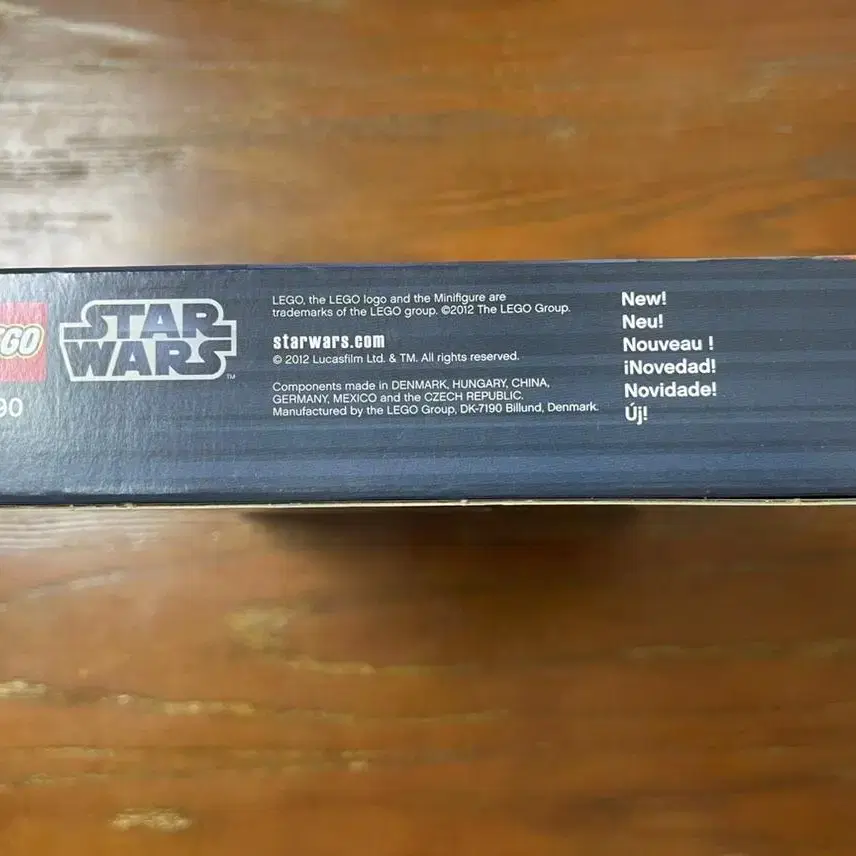 STAR
WARS
TM
90
LEGO, the LEGO logo and the Minifigure are
trademarks of the LEGO group. ©2012 The LEGO Group.
starwars.com
© 2012 Lucasfilm Ltd. & TM. All rights reserved.
Components made in DENMARK, HUNGARY, CHINA,
GERMANY, MEXICO and the CZECH REPUBLIC.
Manufactured by the LEGO Group, DK-7190 Billund, Denmark.
New!
Neu!
Nouveau !
¡Novedad!
Novidade!
Új!